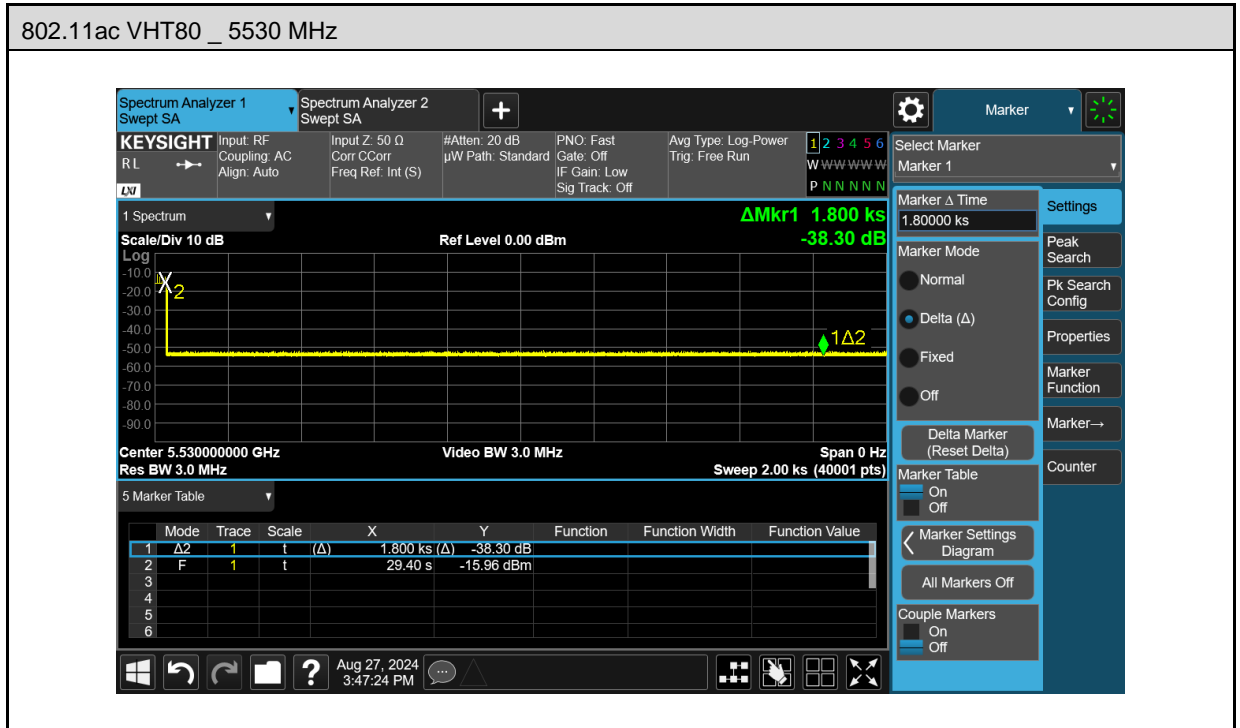 802.11ac VHT80 _ 5530 MHz
Spectrum Analyzer 1
Swept SA
Spectrum Analyzer 2
Swept SA
+
Marker
KEYSIGHT
RL
LXI
Input: RF
Coupling: AC
Align: Auto
Input Z: 50 Ω
Corr CCorr
Freq Ref: Int (S)
#Atten: 20 dB
µW Path: Standard
PNO: Fast
Gate: Off
IF Gain: Low
Sig Track: Off
Avg Type: Log-Power
Trig: Free Run
1 2 3 4 5 6
W W W W W W
P N N N N N
Select Marker
Marker 1
1 Spectrum
ΔMkr1 1.800 ks
-38.30 dB
Scale/Div 10 dB
Ref Level 0.00 dBm
Log
-10.0
-20.0
-30.0
-40.0
-50.0
-60.0
-70.0
-80.0
-90.0
X2
1Δ2
Center 5.530000000 GHz
Video BW 3.0 MHz
Span 0 Hz
Res BW 3.0 MHz
Sweep 2.00 ks (40001 pts)
5 Marker Table
Mode Trace Scale X Y Function Function Width Function Value
1 Δ2 1 t (Δ) 1.800 ks (Δ) -38.30 dB
2 F 1 t 29.40 s -15.96 dBm
3
4
5
6
Marker Δ Time
1.80000 ks
Marker Mode
Normal
Delta (Δ)
Fixed
Off
Delta Marker
(Reset Delta)
Marker Table
On
Off
Marker Settings
Diagram
All Markers Off
Couple Markers
On
Off
Settings
Peak
Search
Pk Search
Config
Properties
Marker
Function
Marker→
Counter
?
Aug 27, 2024
3:47:24 PM